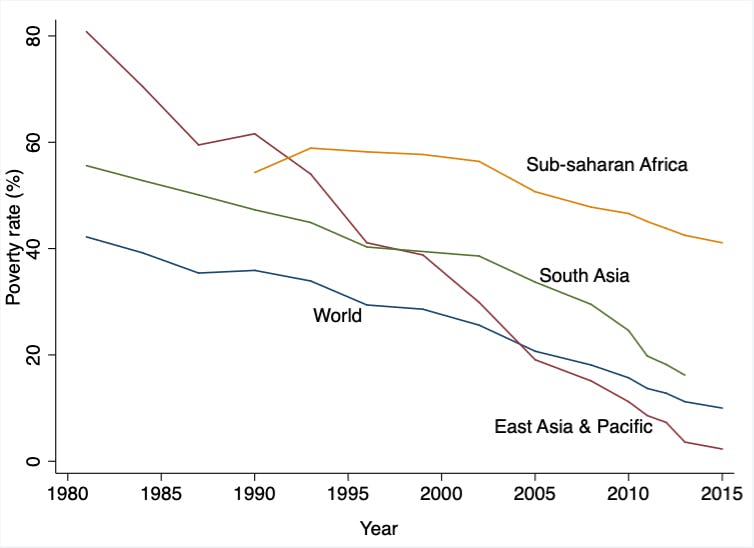 80
60
40
20
0
Poverty rate (%)
Sub-saharan Africa
South Asia
World
East Asia & Pacific
1980 1985 1990 1995 2000 2005 2010 2015
Year